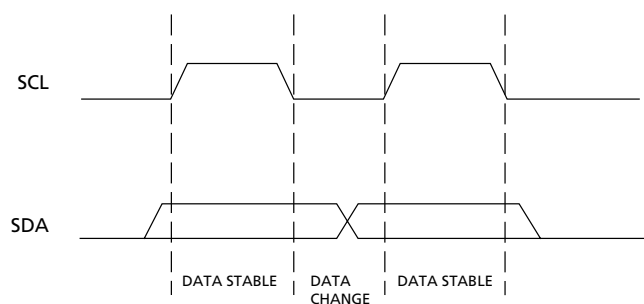 SCL
SDA
DATA STABLE
DATA
CHANGE
DATA STABLE